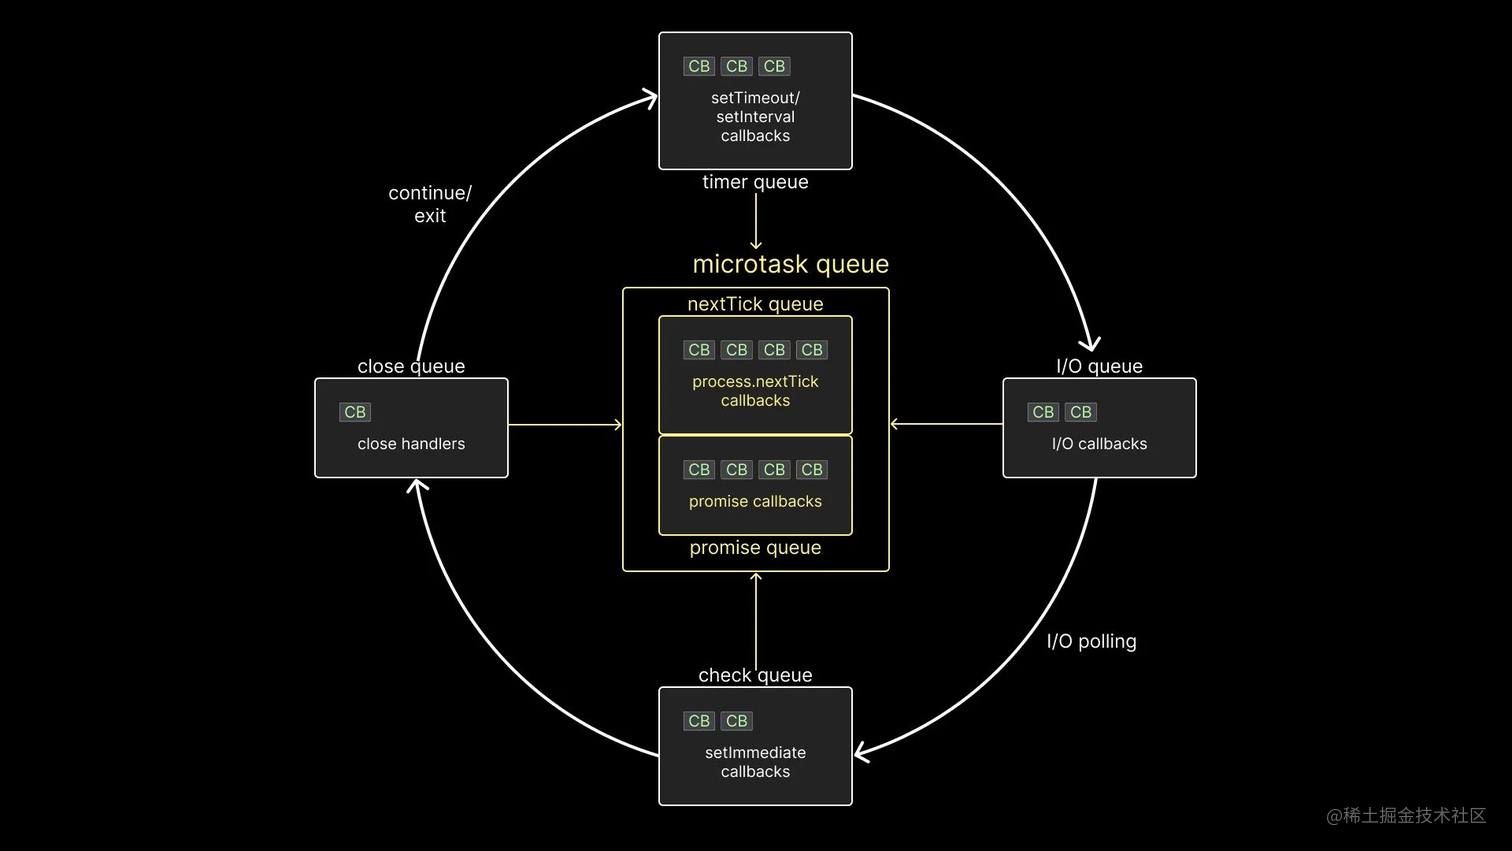 CB CB CB
setTimeout/
setInterval
callbacks
timer queue
continue/
exit
microtask queue
nextTick queue
CB CB CB CB
process.nextTick
callbacks
CB CB CB CB
promise callbacks
promise queue
close queue
CB
close handlers
I/O queue
CB CB
I/O callbacks
I/O polling
check queue
CB CB
setImmediate
callbacks
@稀土掘金技术社区